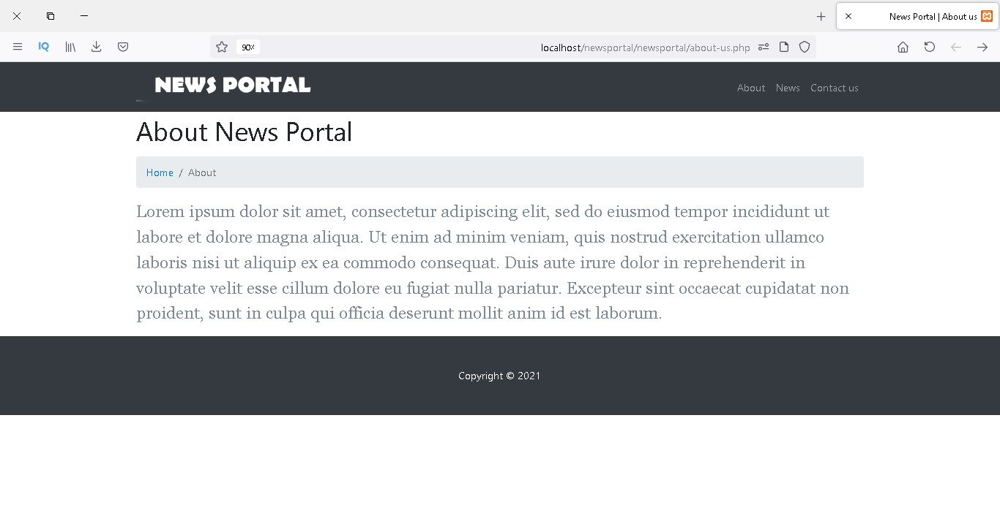 News Portal | About us
IQ
90٪
localhost/newsportal/newsportal/about-us.php
NEWS PORTAL
About News Contact us
About News Portal
Home / About
Lorem ipsum dolor sit amet, consectetur adipiscing elit, sed do eiusmod tempor incididunt ut
labore et dolore magna aliqua. Ut enim ad minim veniam, quis nostrud exercitation ullamco
laboris nisi ut aliquip ex ea commodo consequat. Duis aute irure dolor in reprehenderit in
voluptate velit esse cillum dolore eu fugiat nulla pariatur. Excepteur sint occaecat cupidatat non
proident, sunt in culpa qui officia deserunt mollit anim id est laborum.
Copyright © 2021